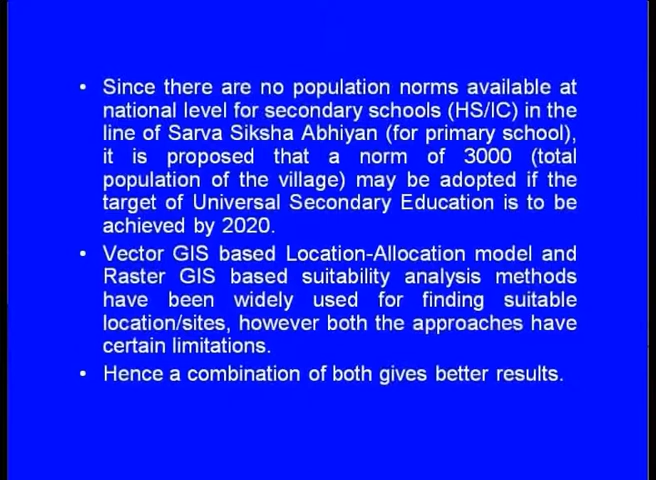 • Since there are no population norms available at
national level for secondary schools (HS/IC) in the
line of Sarva Siksha Abhiyan (for primary school),
it is proposed that a norm of 3000 (total
population of the village) may be adopted if the
target of Universal Secondary Education is to be
achieved by 2020.
• Vector GIS based Location-Allocation model and
Raster GIS based suitability analysis methods
have been widely used for finding suitable
location/sites, however both the approaches have
certain limitations.
• Hence a combination of both gives better results.